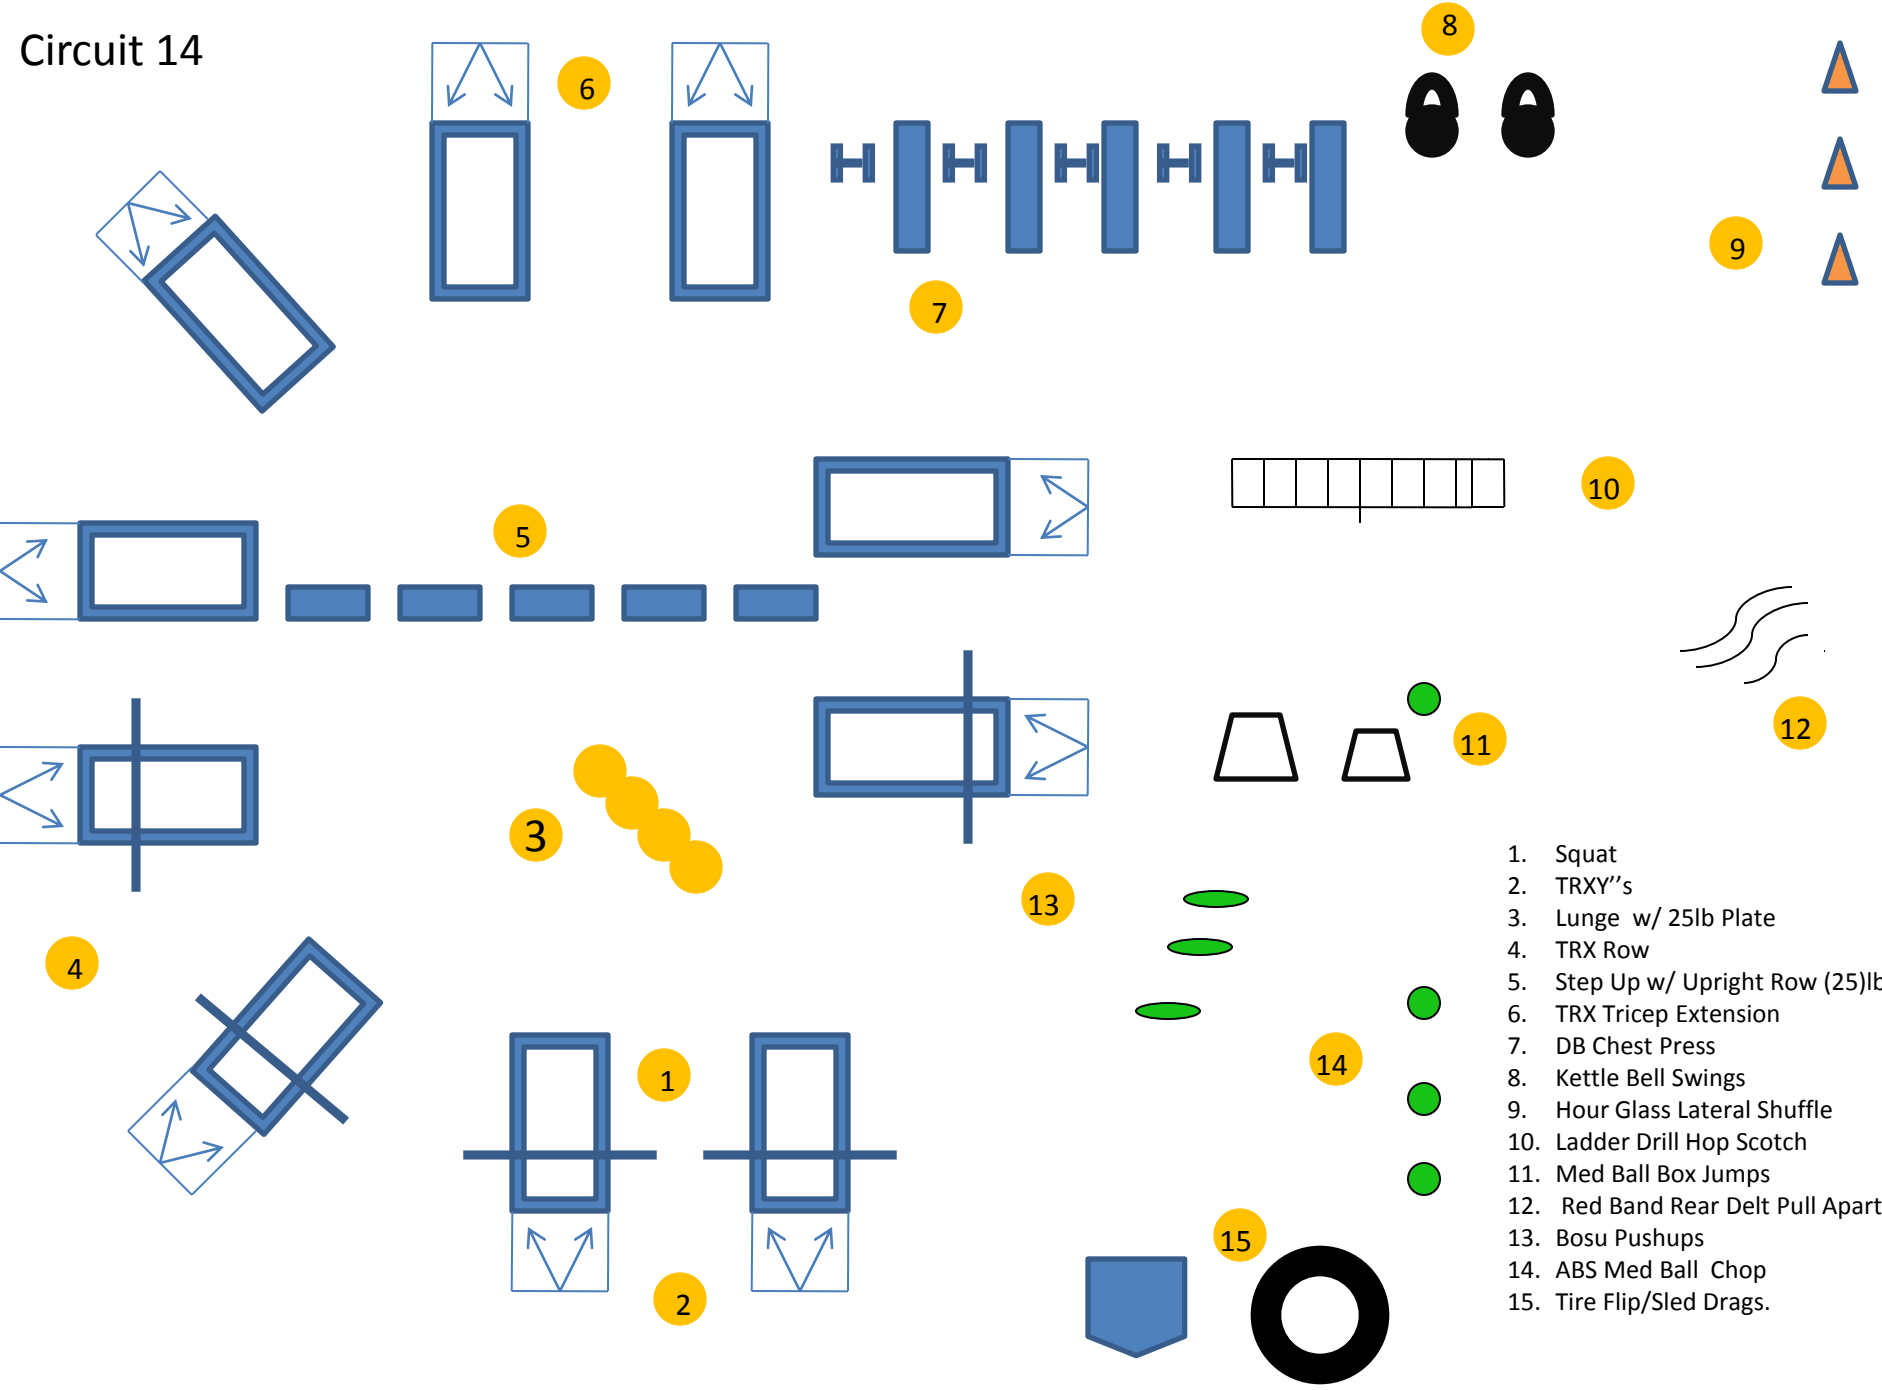 Circuit 14
8
6
9
7
10
5
12
11
3
13
4
14
1
15
2
1. Squat
2. TRXY’’s
3. Lunge w/ 25lb Plate
4. TRX Row
5. Step Up w/ Upright Row (25)lb
6. TRX Tricep Extension
7. DB Chest Press
8. Kettle Bell Swings
9. Hour Glass Lateral Shuffle
10. Ladder Drill Hop Scotch
11. Med Ball Box Jumps
12. Red Band Rear Delt Pull Apart
13. Bosu Pushups
14. ABS Med Ball Chop
15. Tire Flip/Sled Drags.